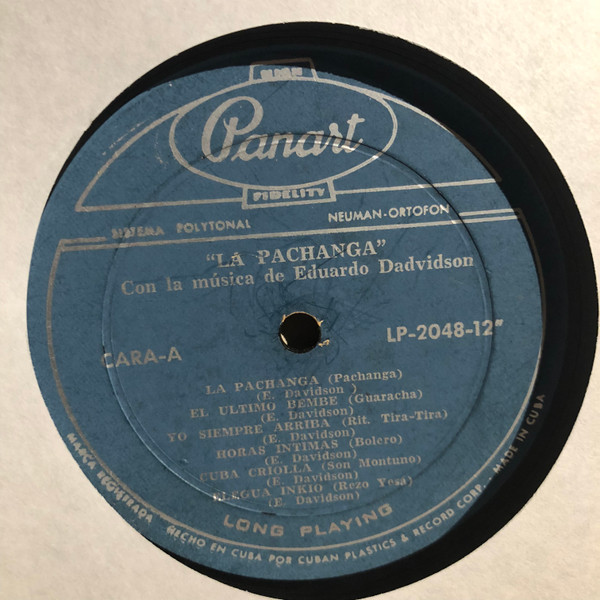 HIGH
Panart
FIDELITY
SISTEMA POLYTONAL NEUMAN-ORTOFON
"LA PACHANGA"
Con la música de Eduardo Dadvidson
CARA-A LP-2048-12"
LA PACHANGA (Pachanga)
(E. Davidson )
EL ULTIMO BEMBE (Guaracha)
(E. Davidson)
YO SIEMPRE ARRIBA (Rit. Tira-Tira)
(E. Davidson)
HORAS INTIMAS (Bolero)
(E. Davidson)
CUBA CRIOLLA (Son Montuno)
(E. Davidson)
ELEGUA INKIO (Rezo Yesá)
(E. Davidson)
LONG PLAYING
MARCA REGISTRADA - HECHO EN CUBA POR CUBAN PLASTICS & RECORD CORP. - MADE IN CUBA